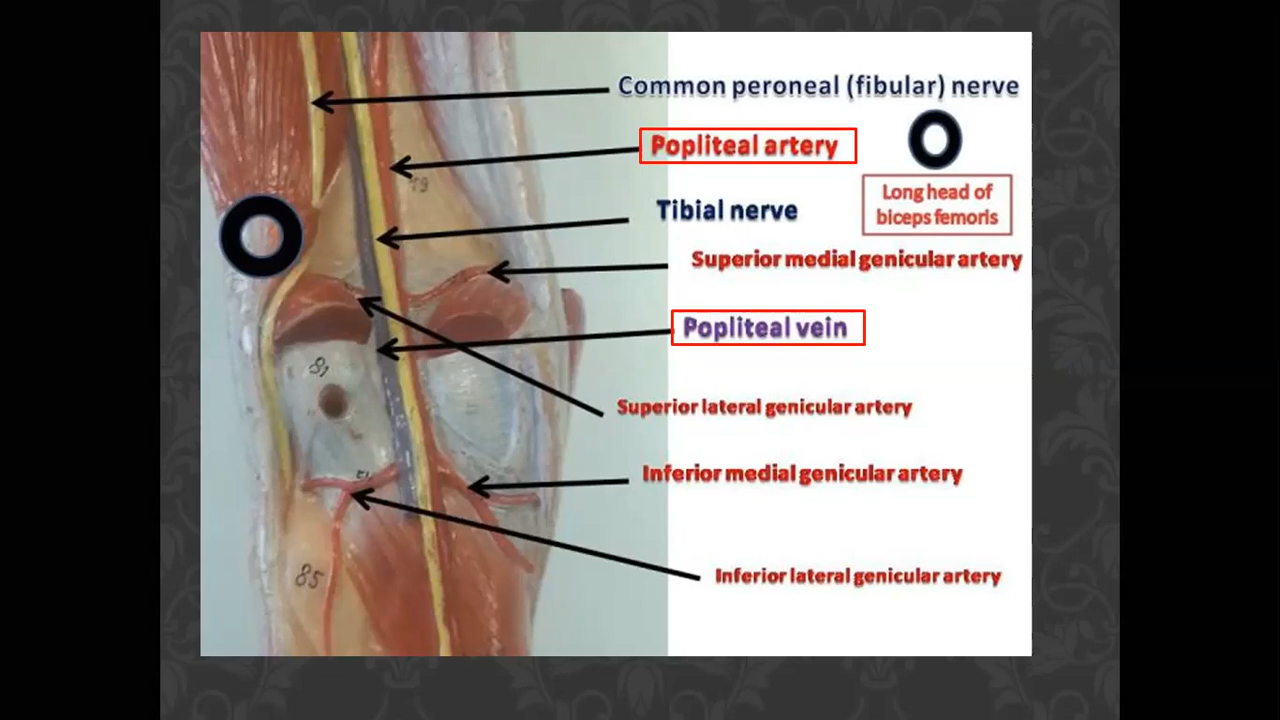 Common peroneal (fibular) nerve
Popliteal artery
Long head of
biceps femoris
Tibial nerve
Superior medial genicular artery
Popliteal vein
Superior lateral genicular artery
Inferior medial genicular artery
Inferior lateral genicular artery
79
81
85